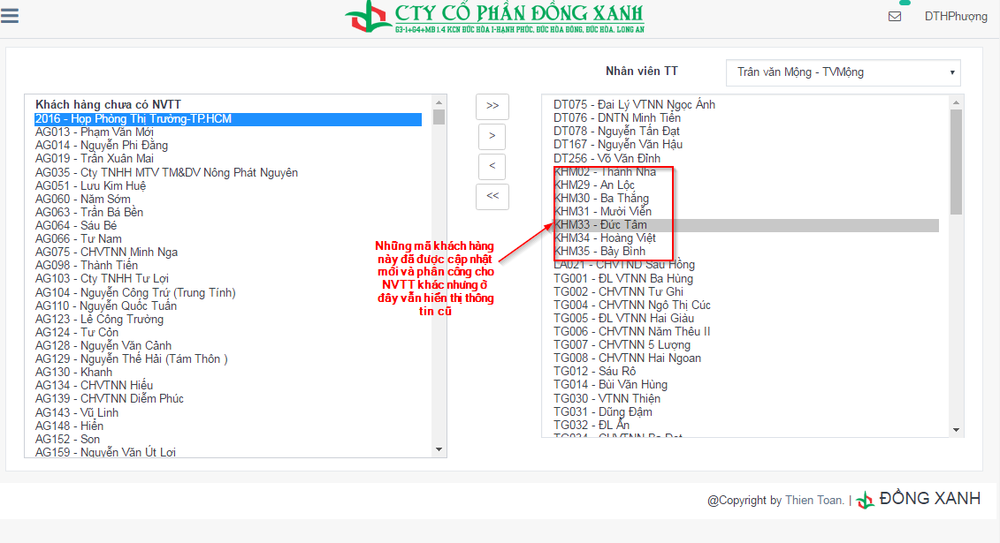 CTY CỔ PHẦN ĐỒNG XANH
G3-1+G4+MB 1.4 KCN ĐỨC HÒA 1-HẠNH PHÚC, ĐỨC HÒA ĐÔNG, ĐỨC HÒA, LONG AN
DTHPhượng
Nhân viên TT
Trần văn Mộng - TVMộng
Khách hàng chưa có NVTT
2016 - Họp Phòng Thị Trường-TP.HCM
AG013 - Phạm Văn Mới
AG014 - Nguyễn Phi Đằng
AG019 - Trần Xuân Mai
AG035 - Cty TNHH MTV TM&DV Nông Phát Nguyên
AG051 - Lưu Kim Huệ
AG060 - Năm Sớm
AG063 - Trần Bá Bền
AG064 - Sáu Bé
AG066 - Tư Nam
AG075 - CHVTNN Minh Nga
AG098 - Thành Tiến
AG103 - Cty TNHH Tư Lợi
AG104 - Nguyễn Công Trứ (Trung Tính)
AG110 - Nguyễn Quốc Tuấn
AG123 - Lê Công Trường
AG124 - Tư Côn
AG128 - Nguyễn Văn Cảnh
AG129 - Nguyễn Thế Hải (Tám Thôn )
AG130 - Khanh
AG134 - CHVTNN Hiếu
AG139 - CHVTNN Diễm Phúc
AG143 - Vũ Linh
AG148 - Hiển
AG152 - Son
AG159 - Nguyễn Văn Út Lợi
>>
>
<
<<
Những mã khách hàng
này đã được cập nhật
mới và phân công cho
NVTT khác nhưng ở
đây vẫn hiển thị thông
tin cũ
DT075 - Đại Lý VTNN Ngọc Ánh
DT076 - DNTN Minh Tiến
DT078 - Nguyễn Tấn Đạt
DT167 - Nguyễn Văn Hậu
DT256 - Võ Văn Đỉnh
KHM02 - Thanh Nha
KHM29 - An Lộc
KHM30 - Ba Thắng
KHM31 - Mười Viễn
KHM33 - Đức Tâm
KHM34 - Hoàng Việt
KHM35 - Bảy Bình
LA021 - CHVTND Sáu Hồng
TG001 - ĐL VTNN Ba Hùng
TG002 - CHVTNN Tư Ghi
TG004 - CHVTNN Ngô Thị Cúc
TG005 - ĐL VTNN Hai Giàu
TG006 - CHVTNN Năm Thêu II
TG007 - CHVTNN 5 Lượng
TG008 - CHVTNN Hai Ngoan
TG012 - Sáu Rô
TG014 - Bùi Văn Hùng
TG030 - VTNN Thiện
TG031 - Dũng Đậm
TG032 - ĐL Ẩn
TG034 - CHVTNN Ba Đạt
@Copyright by Thien Toan. | ĐỒNG XANH